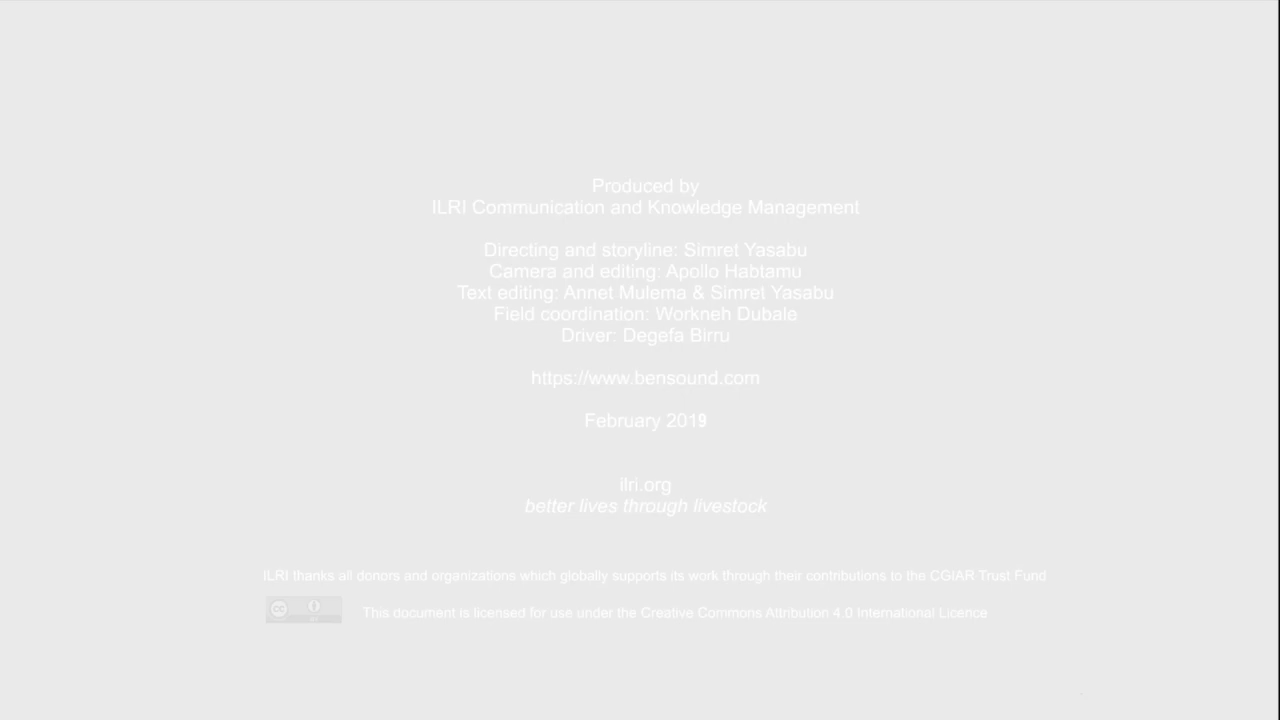 Produced by
ILRI Communication and Knowledge Management
Directing and storyline: Simret Yasabu
Camera and editing: Apollo Habtamu
Text editing: Annet Mulema & Simret Yasabu
Field coordination: Workneh Dubale
Driver: Degefa Birru
https://www.bensound.com
February 2019
ilri.org
better lives through livestock
ILRI thanks all donors and organizations which globally supports its work through their contributions to the CGIAR Trust Fund
cc
BY
This document is licensed for use under the Creative Commons Attribution 4.0 International Licence